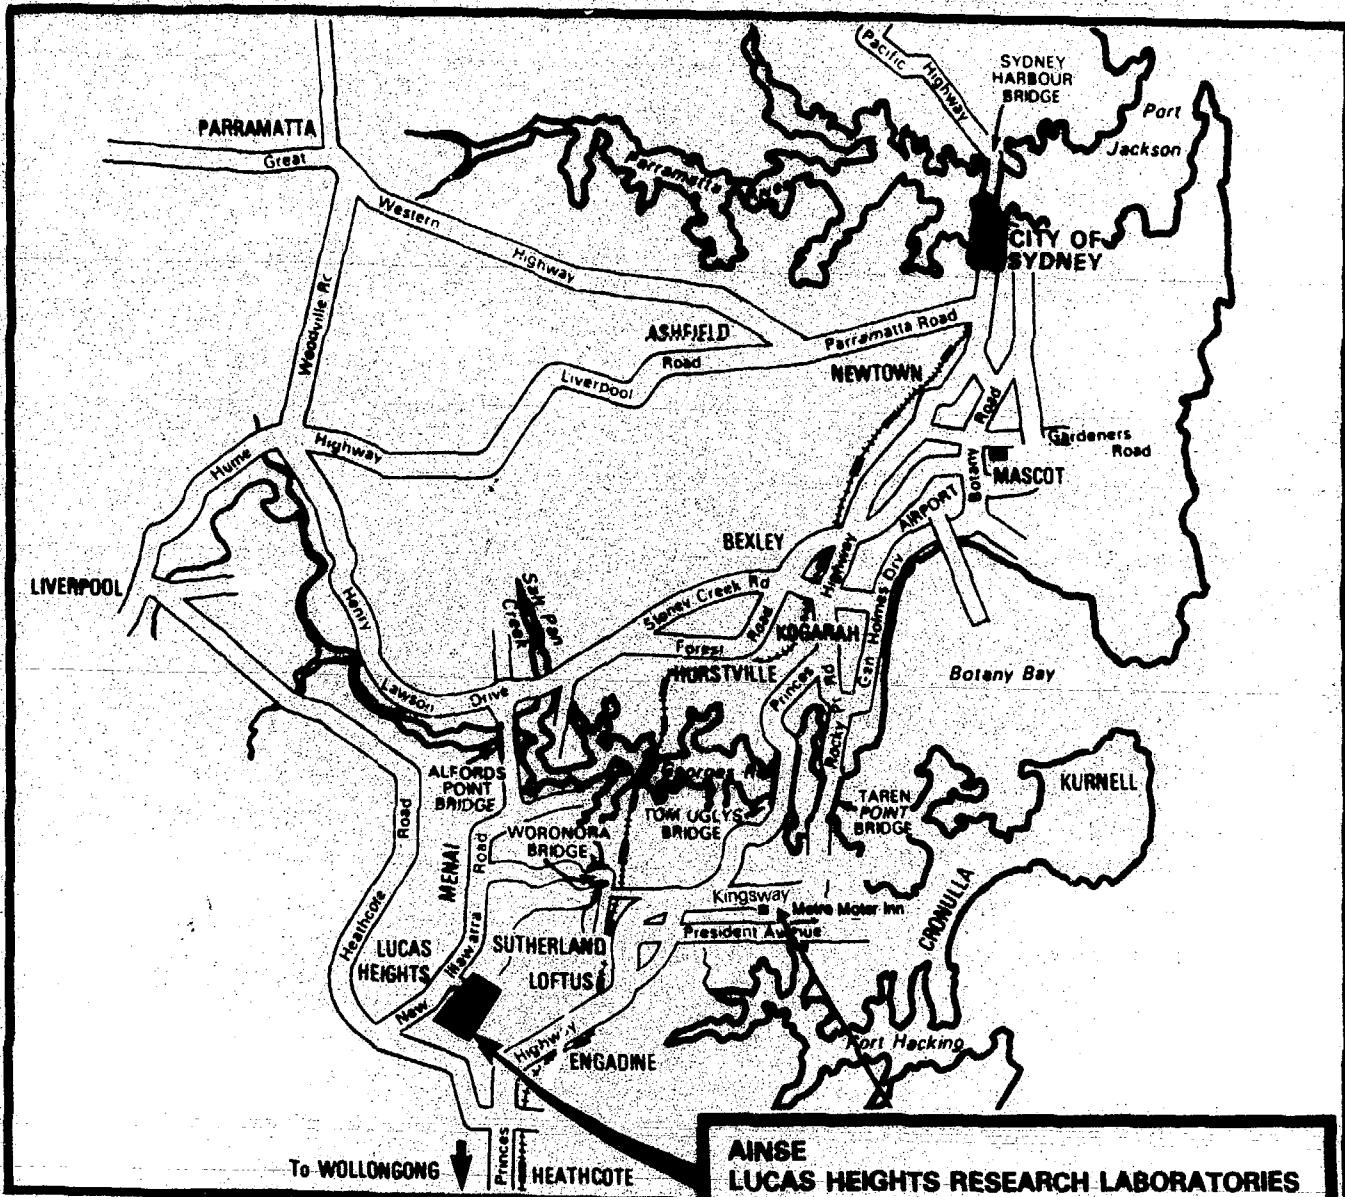 Pacific Highway
SYDNEY
HARBOUR
BRIDGE
Port
Jackson
PARRAMATTA
Great
Western
Highway
Parramatta River
CITY OF
SYDNEY
Woodville Rd
ASHFIELD
Parramatta Road
Road
Liverpool
NEWTOWN
Road
Gardeners
Road
Hume
Highway
Botany
MASCOT
AIRPORT
BEXLEY
Highway
LIVERPOOL
Henry
Salt Pan
Creek
Stoney Creek Rd
Gen Holmes Div
Road
KOGARAH
Forest
HURSTVILLE
Botany Bay
Princes
Rd
Lawson
Drive
Rocky Pt
ALFORDS
POINT
BRIDGE
Georges
KURNELL
TAREN
POINT
BRIDGE
TOM UGLYS
BRIDGE
WORONORA
BRIDGE
Road
MENAI
Road
Kingsway
Metro Motor Inn
CRONULLA
Heathcote
President Avenue
LUCAS
HEIGHTS
Illawarra
SUTHERLAND
LOFTUS
New
Highway
ENGADINE
Port Hacking
To WOLLONGONG
Princes
HEATHCOTE
AINSE
LUCAS HEIGHTS RESEARCH LABORATORIES